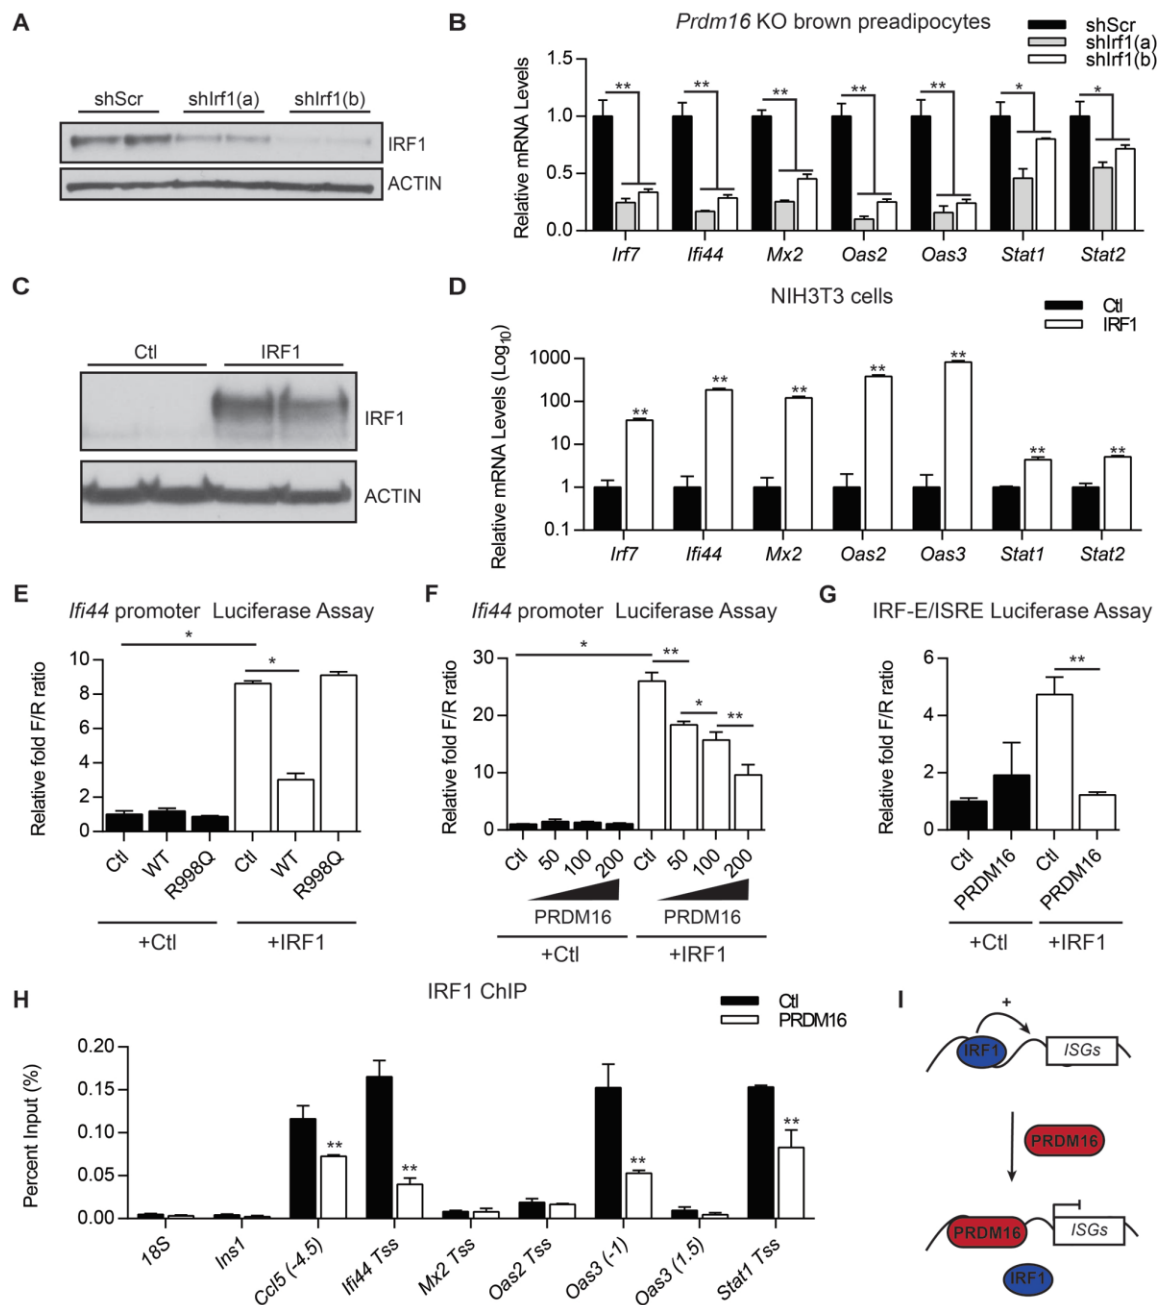 A
shScr shIrf1(a) shIrf1(b)
IRF1
ACTIN
B
Prdm16 KO brown preadipocytes
shScr
shIrf1(a)
shIrf1(b)
Relative mRNA Levels
1.5
1.0
0.5
0.0
** ** ** ** ** * *
Irf7 Ifi44 Mx2 Oas2 Oas3 Stat1 Stat2
C
Ctl IRF1
IRF1
ACTIN
D
NIH3T3 cells
Ctl
IRF1
Relative mRNA Levels (Log10)
1000
100
10
1
0.1
** ** ** ** ** ** **
Irf7 Ifi44 Mx2 Oas2 Oas3 Stat1 Stat2
E
Ifi44 promoter Luciferase Assay
Relative fold F/R ratio
10
8
6
4
2
0
* *
Ctl WT R998Q Ctl WT R998Q
+Ctl +IRF1
F
Ifi44 promoter Luciferase Assay
Relative fold F/R ratio
30
20
10
0
* ** * **
Ctl 50 100 200 Ctl 50 100 200
PRDM16 PRDM16
+Ctl +IRF1
G
IRF-E/ISRE Luciferase Assay
Relative fold F/R ratio
6
4
2
0
**
Ctl PRDM16 Ctl PRDM16
+Ctl +IRF1
H
IRF1 ChIP
Ctl
PRDM16
Percent Input (%)
0.20
0.15
0.10
0.05
0.00
** ** ** **
18S Ins1 Ccl5 (-4.5) Ifi44 Tss Mx2 Tss Oas2 Tss Oas3 (-1) Oas3 (1.5) Stat1 Tss
I
+
IRF1 ISGs
PRDM16
PRDM16 ISGs
IRF1